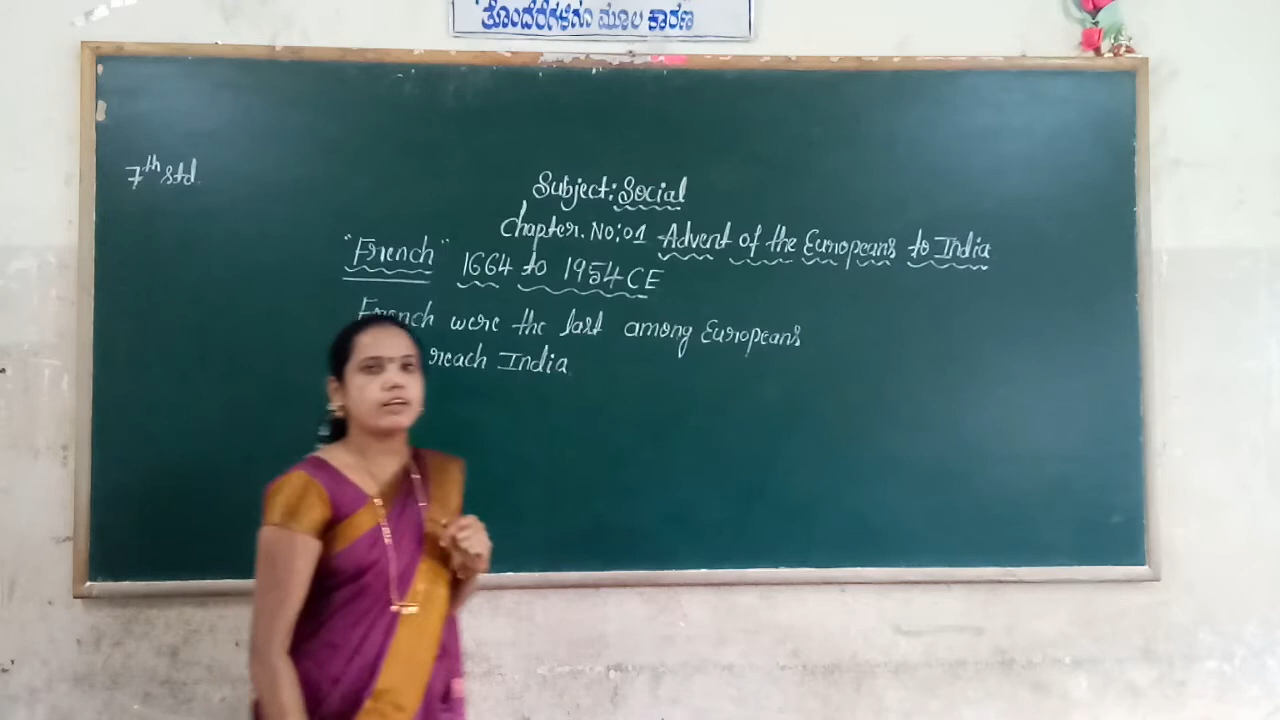 ತೊಂದರೆಗಳಿಗೂ ಮೂಲ ಕಾರಣ
7th std.
Subject: Social
Chapter. No: 01 Advent of the Europeans to India
"French" 1664 to 1954 CE
French were the last among Europeans
reach India